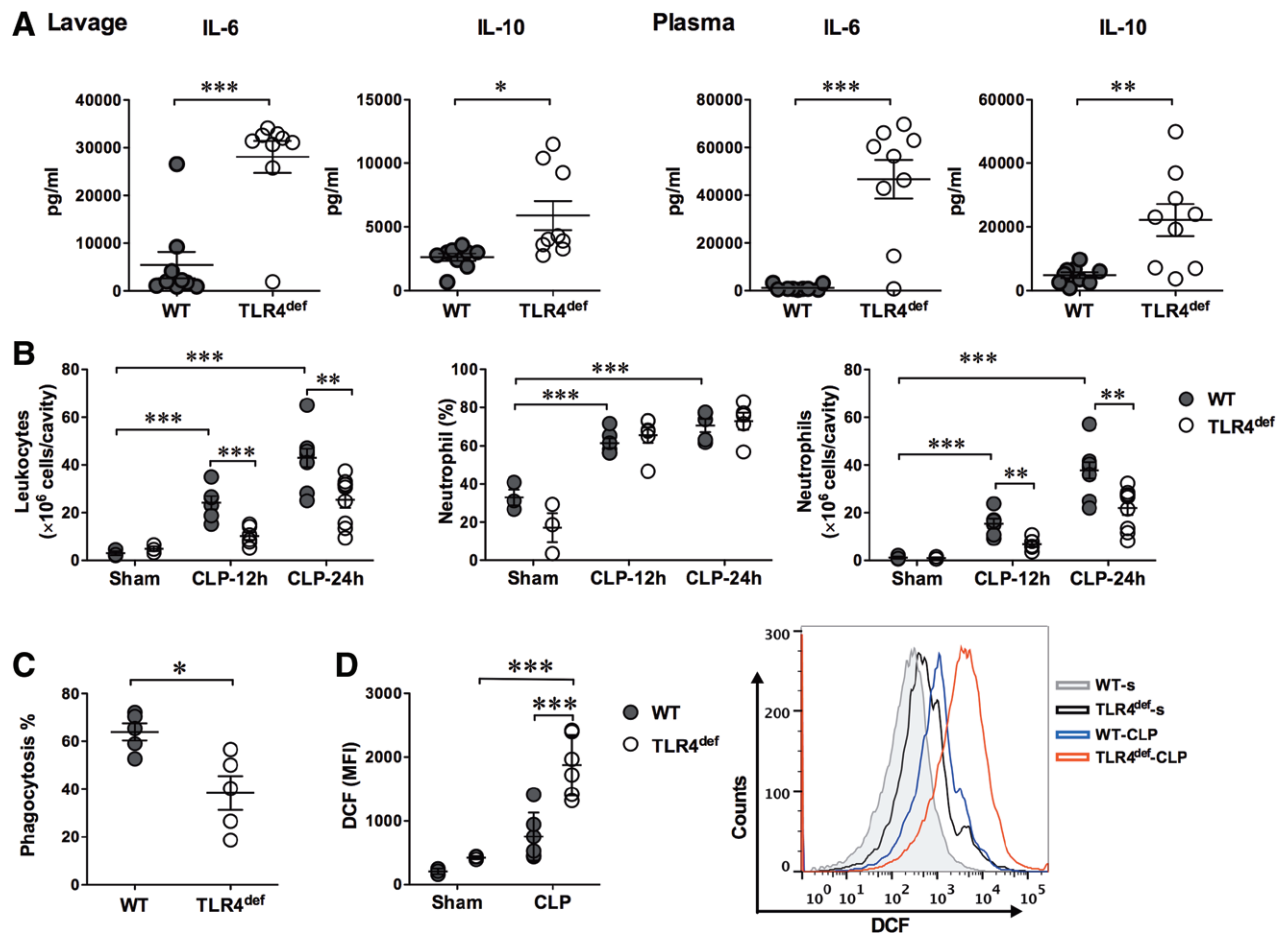 A Lavage
IL-6
IL-10
Plasma
IL-6
IL-10
***
*
***
**
pg/ml
40000
30000
20000
10000
0
WT
TLR4def
pg/ml
15000
10000
5000
0
WT
TLR4def
pg/ml
80000
60000
40000
20000
0
WT
TLR4def
pg/ml
60000
40000
20000
0
WT
TLR4def
B
Leukocytes
(×10⁶ cells/cavity)
80
60
40
20
0
***
***
***
**
Sham
CLP-12h
CLP-24h
Neutrophil (%)
100
80
60
40
20
0
***
***
Sham
CLP-12h
CLP-24h
Neutrophils
(×10⁶ cells/cavity)
80
60
40
20
0
***
***
**
**
Sham
CLP-12h
CLP-24h
WT
TLR4def
C
Phagocytosis %
80
60
40
20
0
*
WT
TLR4def
D
DCF (MFI)
3000
2000
1000
0
***
***
Sham
CLP
WT
TLR4def
Counts
300
200
100
0
10⁰
10¹
10²
10³
10⁴
10⁵
DCF
WT-s
TLR4def-s
WT-CLP
TLR4def-CLP